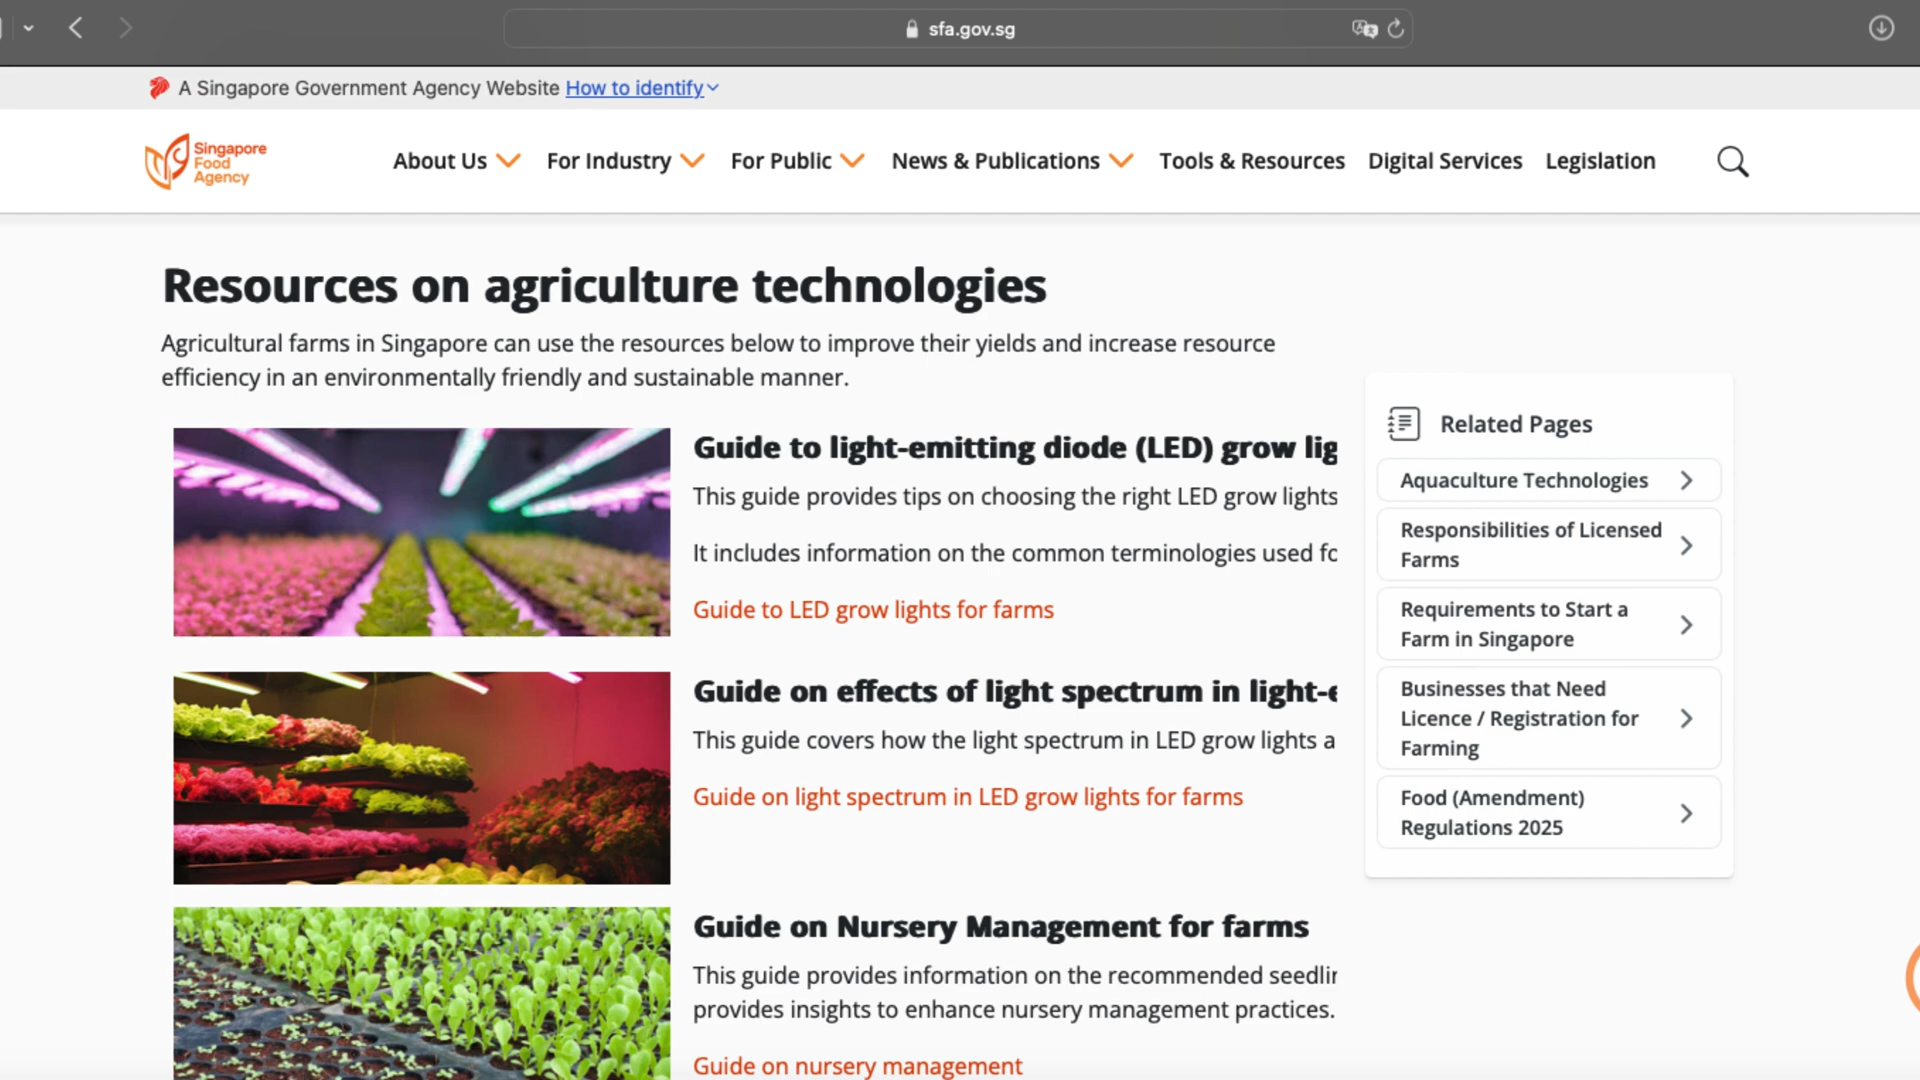 sfa.gov.sg
A Singapore Government Agency Website How to identify
Singapore
Food
Agency
About Us
For Industry
For Public
News & Publications
Tools & Resources
Digital Services
Legislation
Resources on agriculture technologies
Agricultural farms in Singapore can use the resources below to improve their yields and increase resource
efficiency in an environmentally friendly and sustainable manner.
Guide to light-emitting diode (LED) grow lig
This guide provides tips on choosing the right LED grow lights
It includes information on the common terminologies used fo
Guide to LED grow lights for farms
Guide on effects of light spectrum in light-e
This guide covers how the light spectrum in LED grow lights a
Guide on light spectrum in LED grow lights for farms
Guide on Nursery Management for farms
This guide provides information on the recommended seedlin
provides insights to enhance nursery management practices.
Guide on nursery management
Related Pages
Aquaculture Technologies
Responsibilities of Licensed
Farms
Requirements to Start a
Farm in Singapore
Businesses that Need
Licence / Registration for
Farming
Food (Amendment)
Regulations 2025